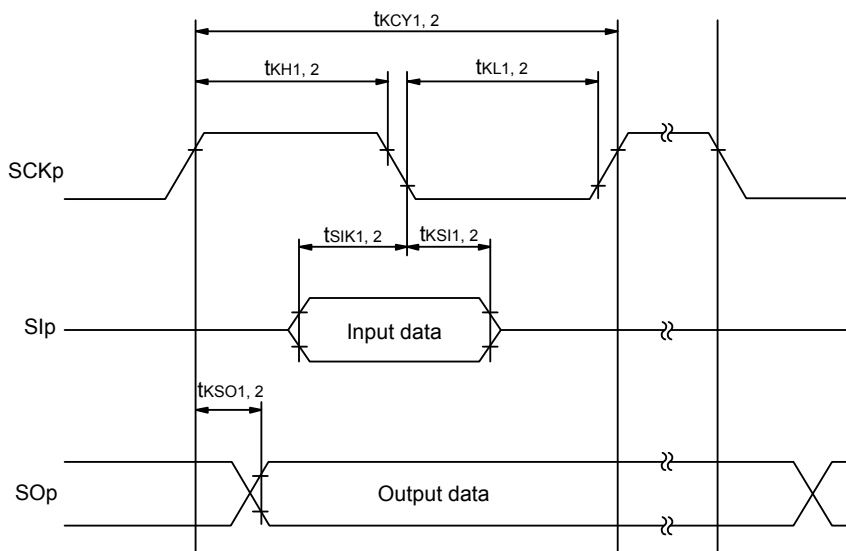 tKCY1, 2
tKH1, 2
tKL1, 2
SCKp
tSIK1, 2
tKSI1, 2
SIp
Input data
tKSO1, 2
SOp
Output data